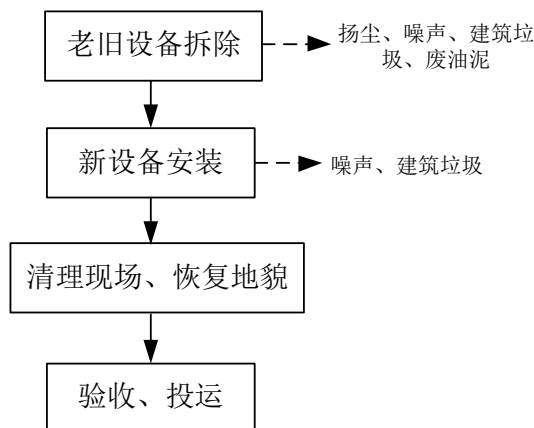 老旧设备拆除
扬尘、噪声、建筑垃
圾、废油泥
新设备安装
噪声、建筑垃圾
清理现场、恢复地貌
验收、投运